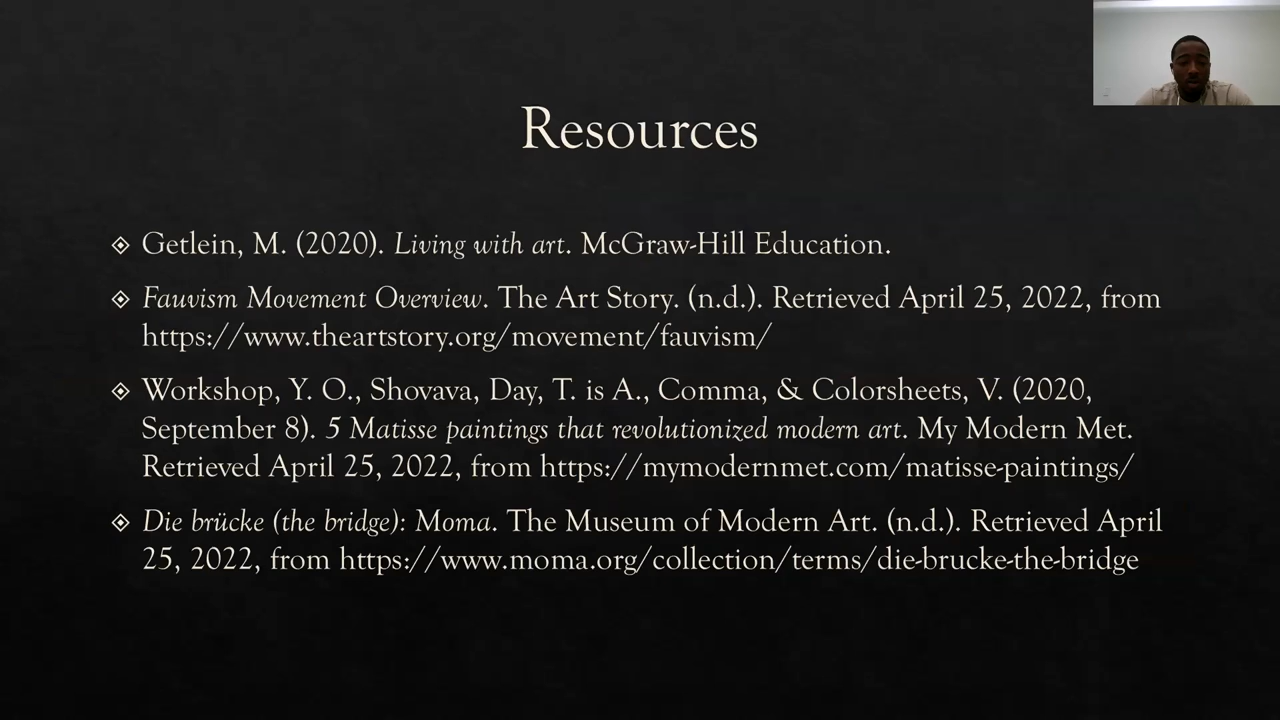 Resources
Getlein, M. (2020). Living with art. McGraw-Hill Education.
Fauvism Movement Overview. The Art Story. (n.d.). Retrieved April 25, 2022, from
https://www.theartstory.org/movement/fauvism/
Workshop, Y. O., Shovava, Day, T. is A., Comma, & Colorsheets, V. (2020,
September 8). 5 Matisse paintings that revolutionized modern art. My Modern Met.
Retrieved April 25, 2022, from https://mymodernmet.com/matisse-paintings/
Die brücke (the bridge): Moma. The Museum of Modern Art. (n.d.). Retrieved April
25, 2022, from https://www.moma.org/collection/terms/die-brucke-the-bridge